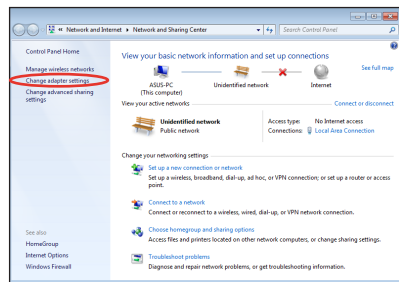 « Network and Internet ▸ Network and Sharing Center
Search Control Panel
Control Panel Home
Manage wireless networks
Change adapter settings
Change advanced sharing
settings
See also
HomeGroup
Internet Options
Windows Firewall
View your basic network information and set up connections
See full map
ASUS-PC
(This computer)
Unidentified network
Internet
View your active networks
Connect or disconnect
Unidentified network
Public network
Access type: No Internet access
Connections: Local Area Connection
Change your networking settings
Set up a new connection or network
Set up a wireless, broadband, dial-up, ad hoc, or VPN connection; or set up a router or access
point.
Connect to a network
Connect or reconnect to a wireless, wired, dial-up, or VPN network connection.
Choose homegroup and sharing options
Access files and printers located on other network computers, or change sharing settings.
Troubleshoot problems
Diagnose and repair network problems, or get troubleshooting information.